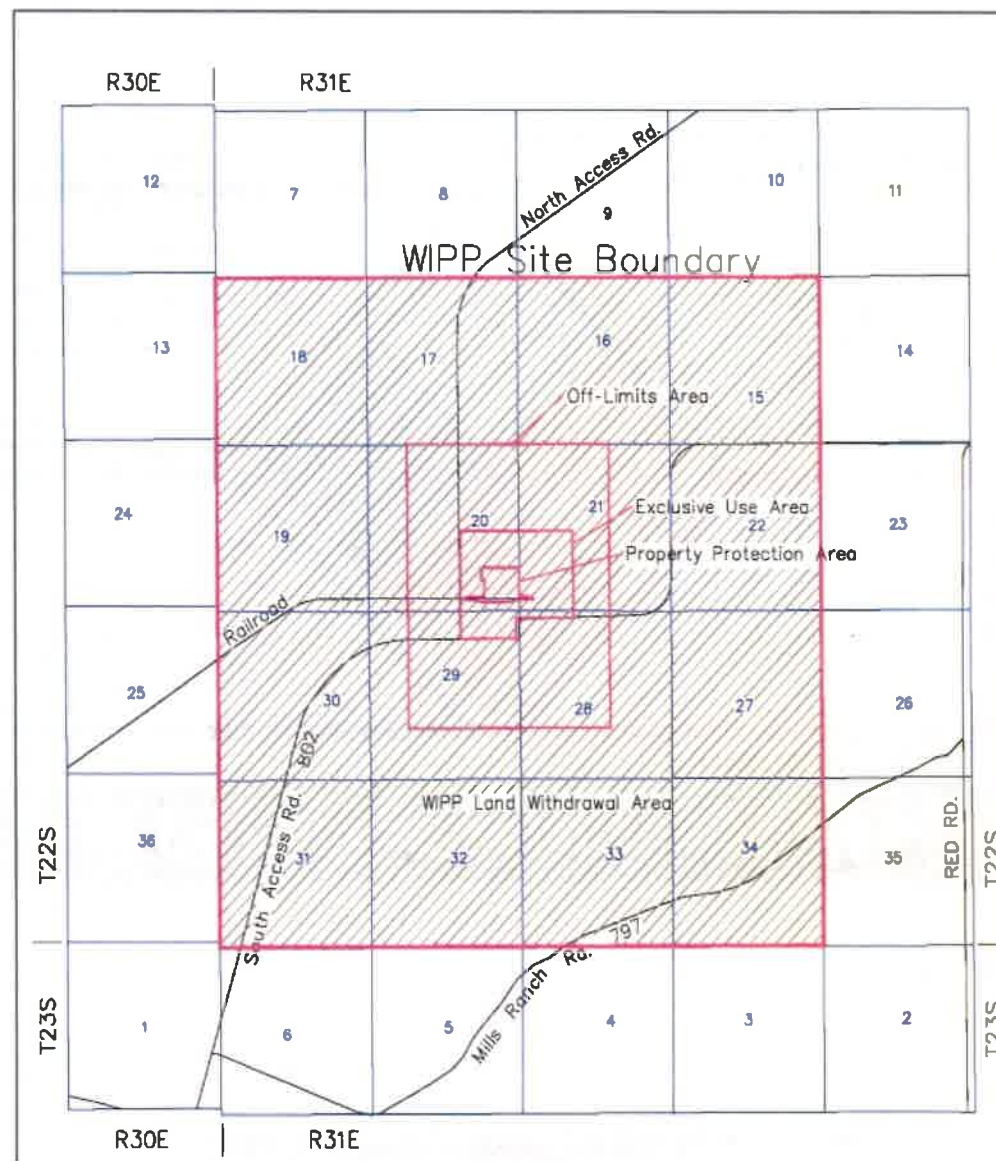 R30E
R31E
North Access Rd.
12
7
8
9
10
11
WIPP Site Boundary
13
18
17
16
15
14
Off-Limits Area
24
19
20
21
22
23
Exclusive Use Area
Property Protection Area
Railroad
25
30
29
28
27
26
South Access Rd. 802
WIPP Land Withdrawal Area
T22S
36
31
32
33
34
35
RED RD.
T22S
Mills Ranch Rd. 797
T23S
1
6
5
4
3
2
T23S
R30E
R31E